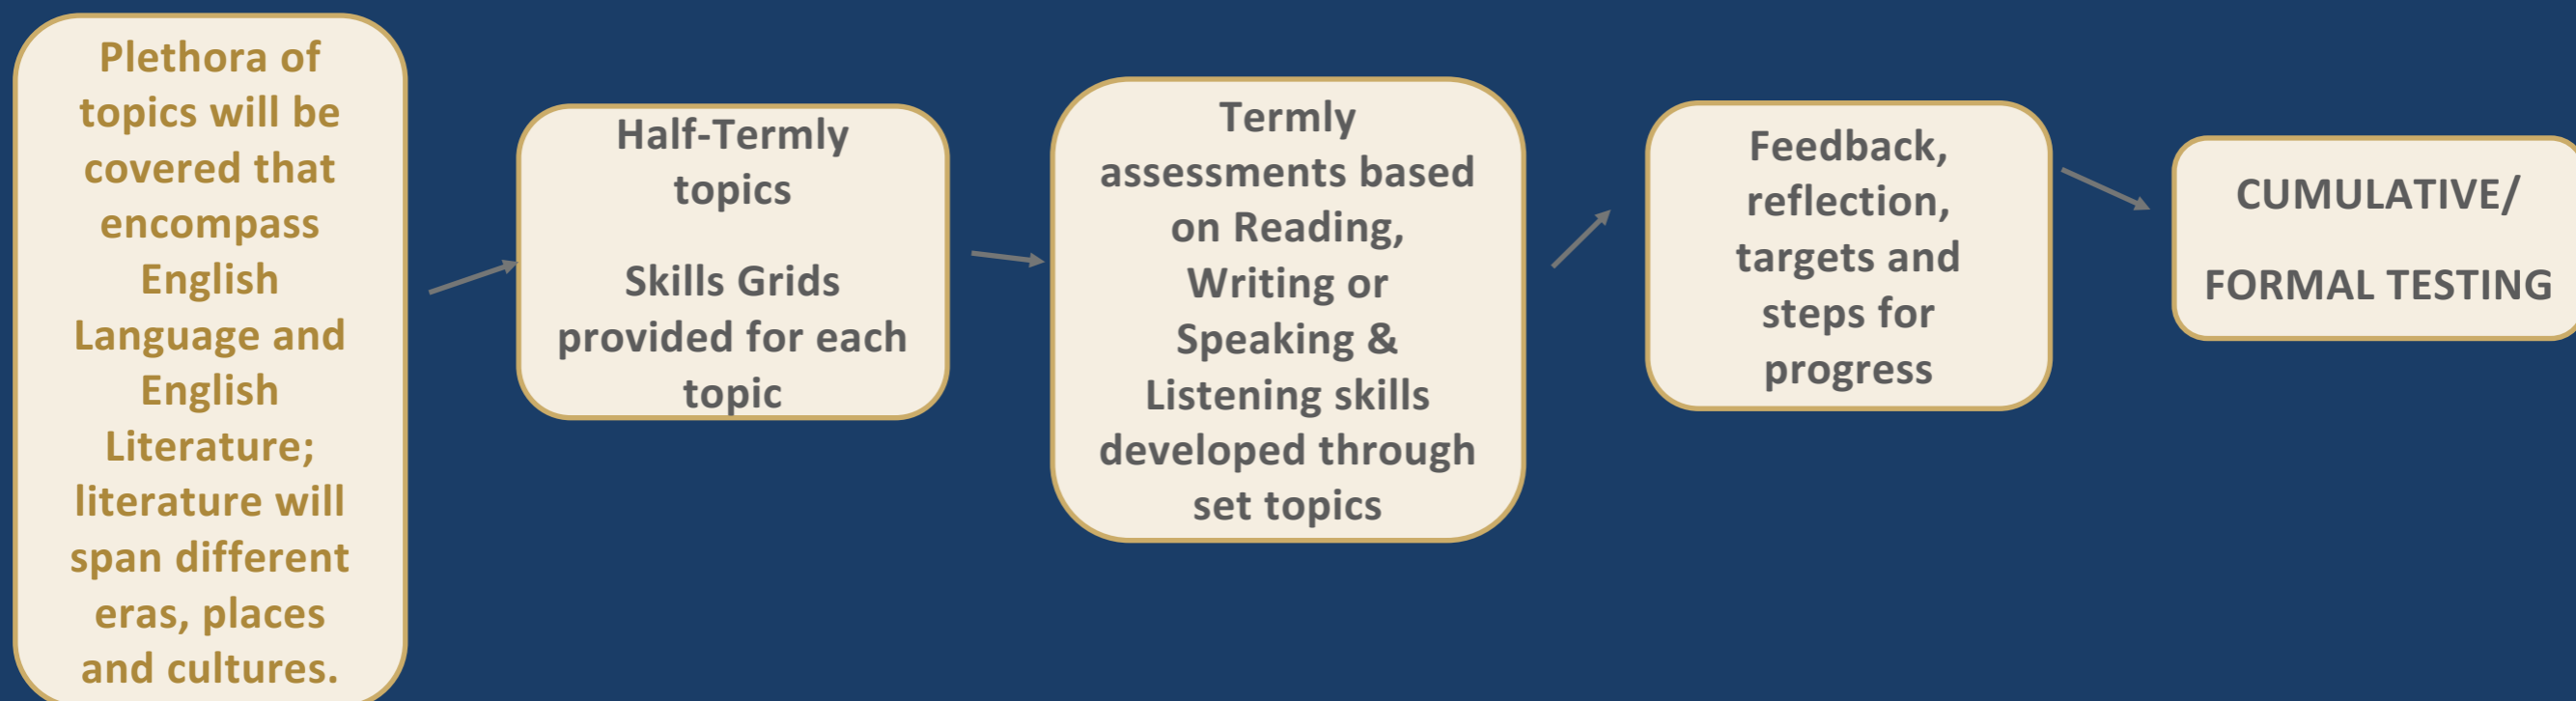 Plethora of
topics will be
covered that
encompass
English
Language and
English
Literature;
literature will
span different
eras, places
and cultures.
Half-Termly
topics
Skills Grids
provided for each
topic
Termly
assessments based
on Reading,
Writing or
Speaking &
Listening skills
developed through
set topics
Feedback,
reflection,
targets and
steps for
progress
CUMULATIVE/
FORMAL TESTING